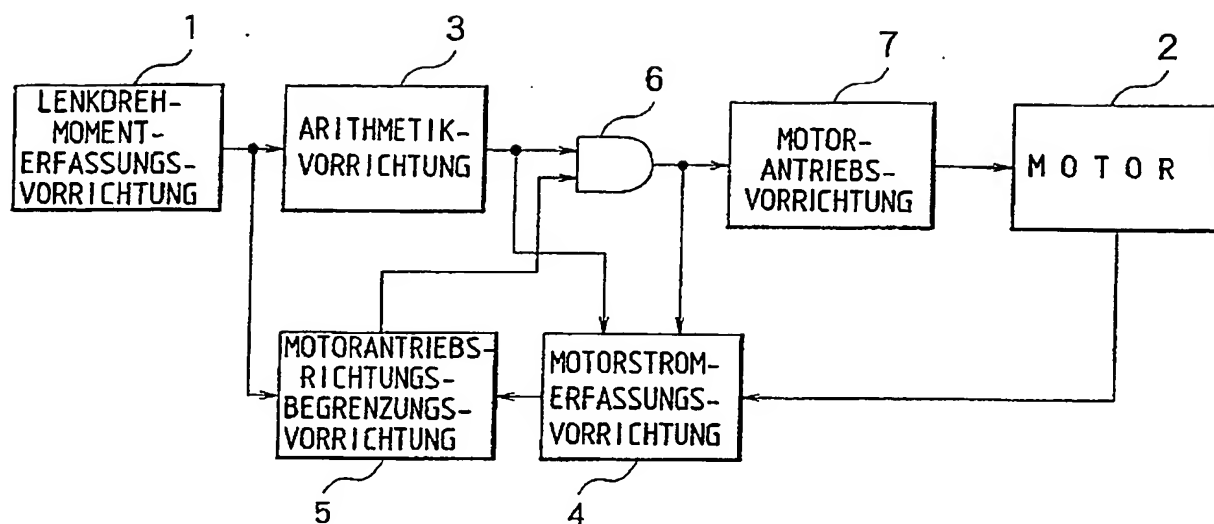 1
3
6
7
2
LENKDREH-
MOMENT-
ERFASSUNGS-
VORRICHTUNG
ARITHMETIK-
VORRICHTUNG
MOTOR-
ANTRIEBS-
VORRICHTUNG
MOTOR
MOTORANTRIEBS-
RICHTUNGS-
BEGRENZUNGS-
VORRICHTUNG
MOTORSTROM-
ERFASSUNGS-
VORRICHTUNG
5
4